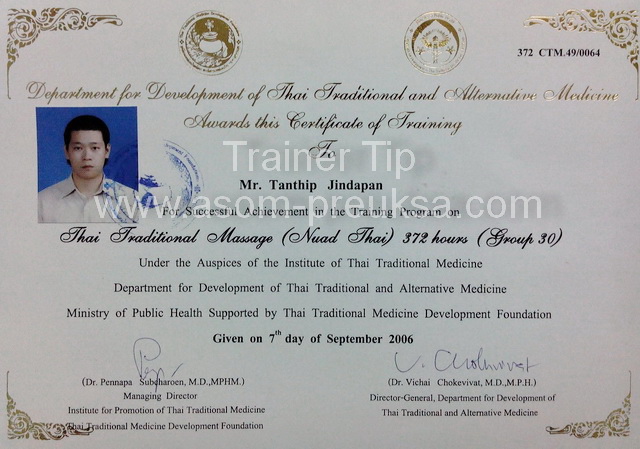 372 CTM.49/0064
Department for Development of Thai Traditional and Alternative Medicine
Awards this Certificate of Training
To
Trainer Tip
Mr. Tanthip Jindapan
www.asom-preuksa.com
For Successful Achievement in the Training Program on
Thai Traditional Massage (Nuad Thai) 372 hours (Group 30)
Under the Auspices of the Institute of Thai Traditional Medicine
Department for Development of Thai Traditional and Alternative Medicine
Ministry of Public Health Supported by Thai Traditional Medicine Development Foundation
Given on 7th day of September 2006
V. Chokevivat
(Dr. Pennapa Subcharoen, M.D.,MPHM.)
Managing Director
Institute for Promotion of Thai Traditional Medicine
Thai Traditional Medicine Development Foundation
(Dr. Vichai Chokevivat, M.D.,M.P.H.)
Director-General, Department for Development of
Thai Traditional and Alternative Medicine